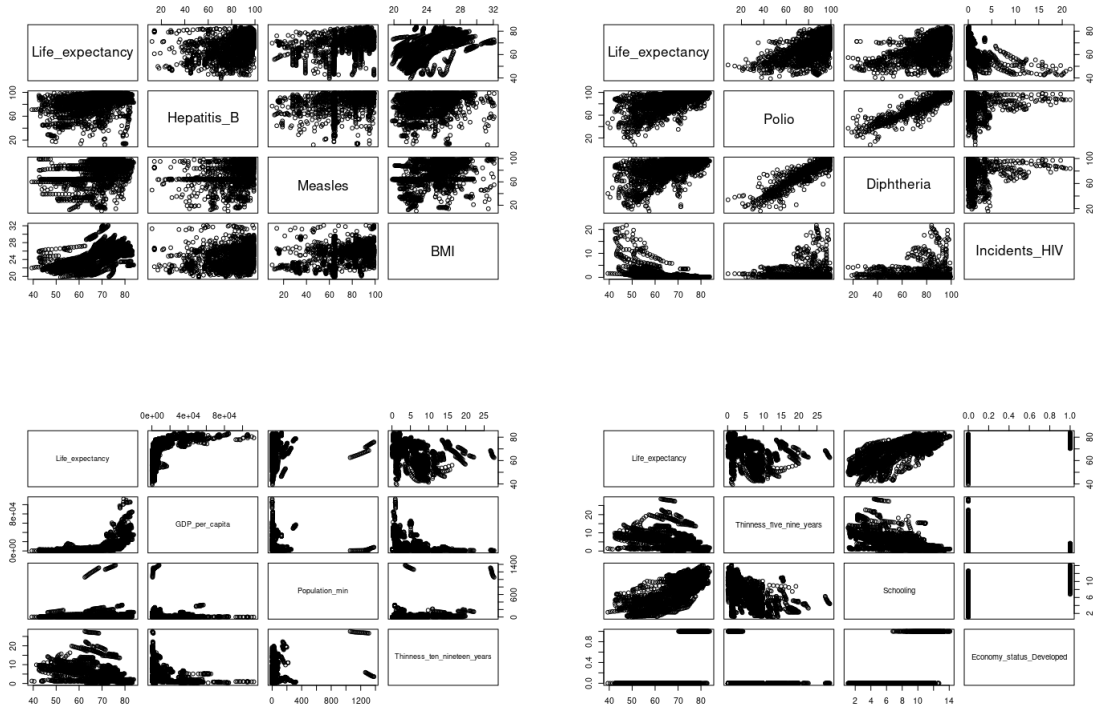 20 40 60 80 100 20 24 28 32
Life_expectancy
40 60 80
20 60 100
Hepatitis_B
Measles
20 60 100
20 24 28 32
BMI
40 50 60 70 80 20 40 60 80 100
20 40 60 80 100 0 5 10 15 20
Life_expectancy
40 60 80
20 60 100
Polio
Diphtheria
20 60 100
0 5 10 15 20
Incidents_HIV
40 50 60 70 80 20 40 60 80 100
0e+00 4e+04 8e+04 0 5 10 15 20 25
Life_expectancy
40 60 80
0e+00 8e+04
GDP_per_capita
Population_mln
0 600 1400
0 10 20
Thinness_ten_nineteen_years
40 50 60 70 80 0 400 800 1200
0 5 10 15 20 25 0.0 0.2 0.4 0.6 0.8 1.0
Life_expectancy
40 60 80
0 10 20
Thinness_five_nine_years
Schooling
2 6
0.0 0.4 0.8
Economy_status_Developed
40 50 60 70 80 2 4 6 8 10 12 14